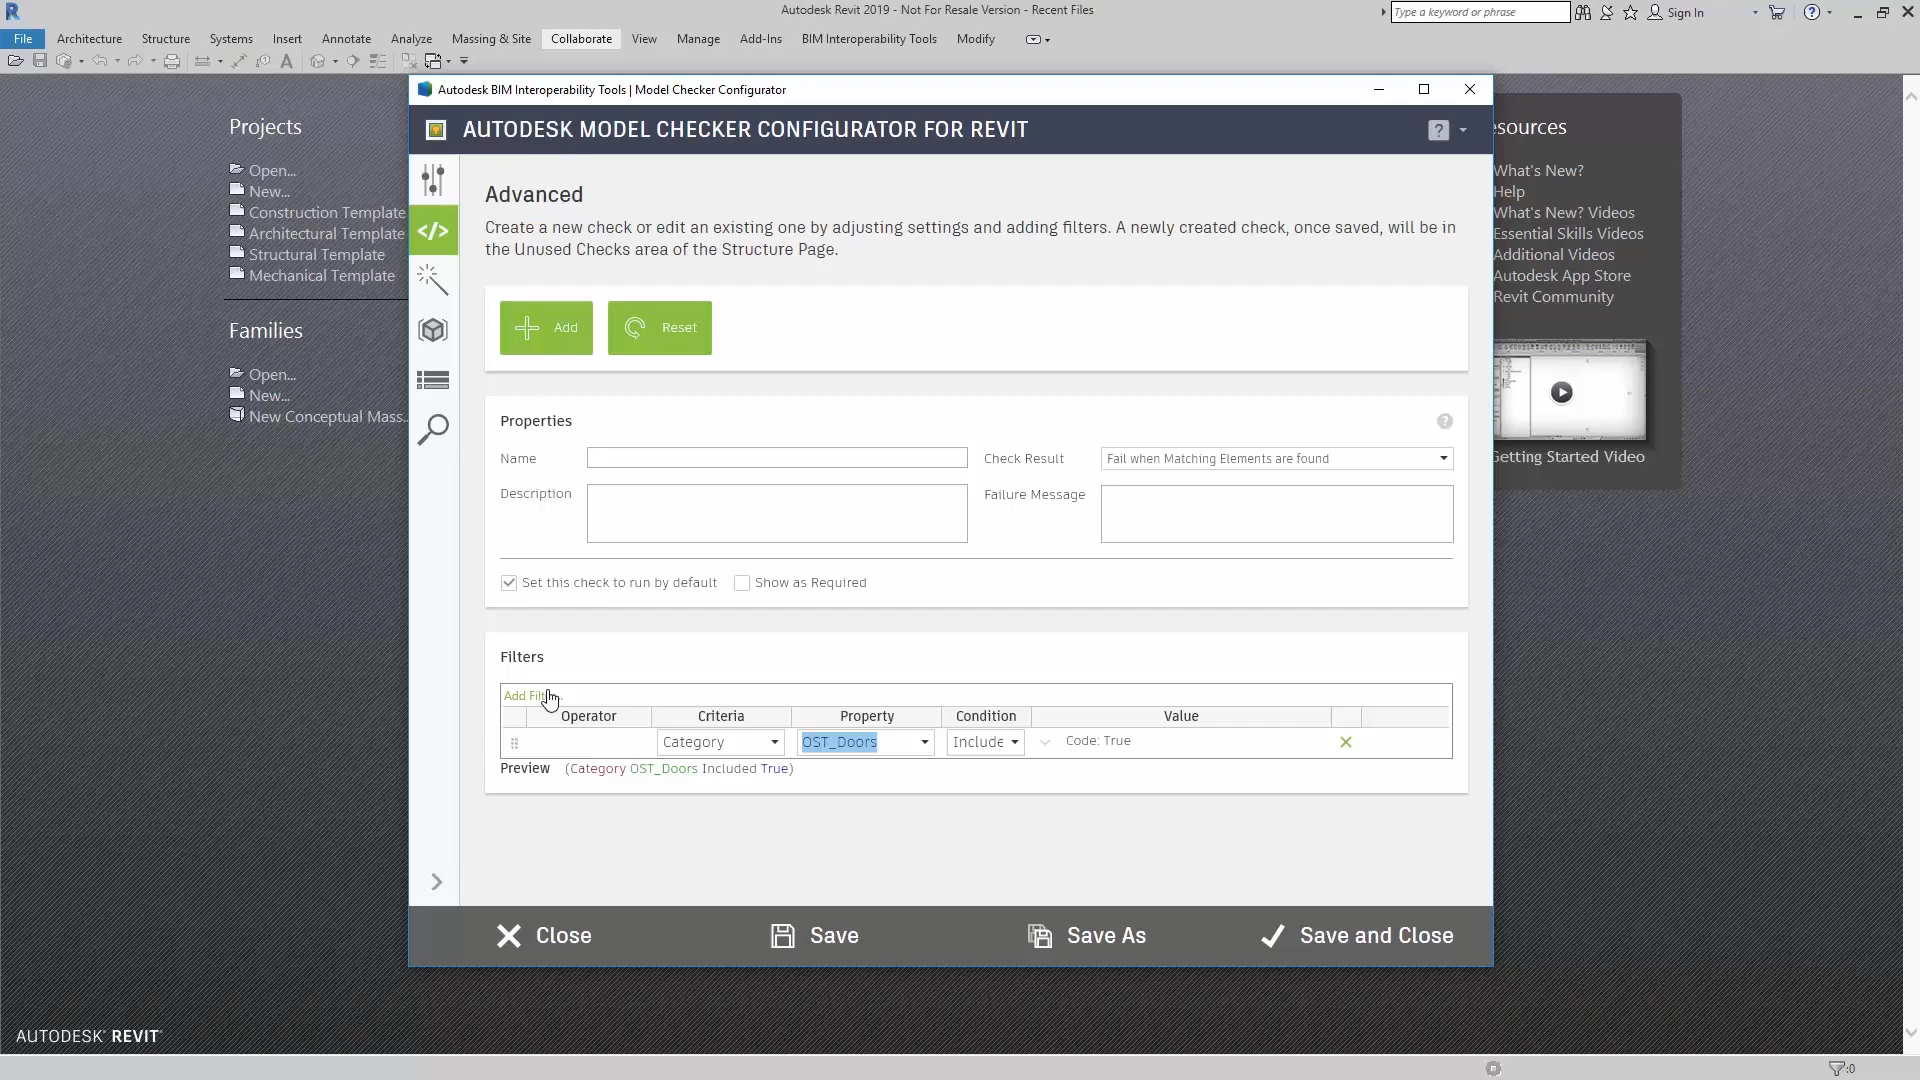 Autodesk Revit 2019 - Not For Resale Version - Recent Files
Type a keyword or phrase
Sign In
File
Architecture
Structure
Systems
Insert
Annotate
Analyze
Massing & Site
Collaborate
View
Manage
Add-Ins
BIM Interoperability Tools
Modify
Projects
Open...
New...
Construction Template
Architectural Template
Structural Template
Mechanical Template
Families
Open...
New...
New Conceptual Mass...
Autodesk BIM Interoperability Tools | Model Checker Configurator
AUTODESK MODEL CHECKER CONFIGURATOR FOR REVIT
Advanced
Create a new check or edit an existing one by adjusting settings and adding filters. A newly created check, once saved, will be in
the Unused Checks area of the Structure Page.
Add
Reset
Properties
Name
Check Result
Fail when Matching Elements are found
Description
Failure Message
Set this check to run by default
Show as Required
Filters
Add Filt
Operator
Criteria
Property
Condition
Value
Category
OST_Doors
Include
Code: True
Preview (Category OST_Doors Included True)
Close
Save
Save As
Save and Close
esources
What's New?
Help
What's New? Videos
Essential Skills Videos
Additional Videos
Autodesk App Store
Revit Community
Getting Started Video
AUTODESK® REVIT®
:0